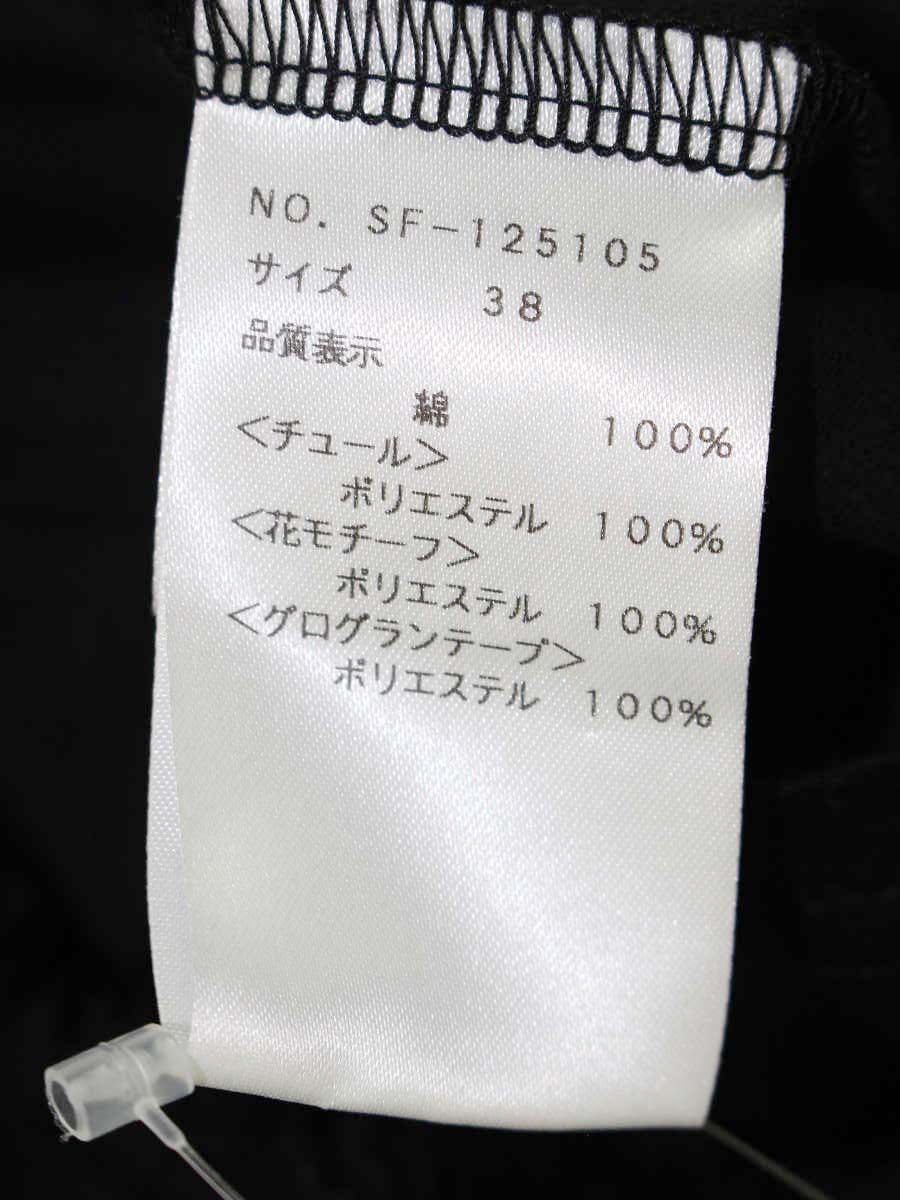 NO. SF-125105
サイズ 38
品質表示
綿 100%
<チュール>
ポリエステル 100%
<花モチーフ>
ポリエステル 100%
<グログランテープ>
ポリエステル 100%